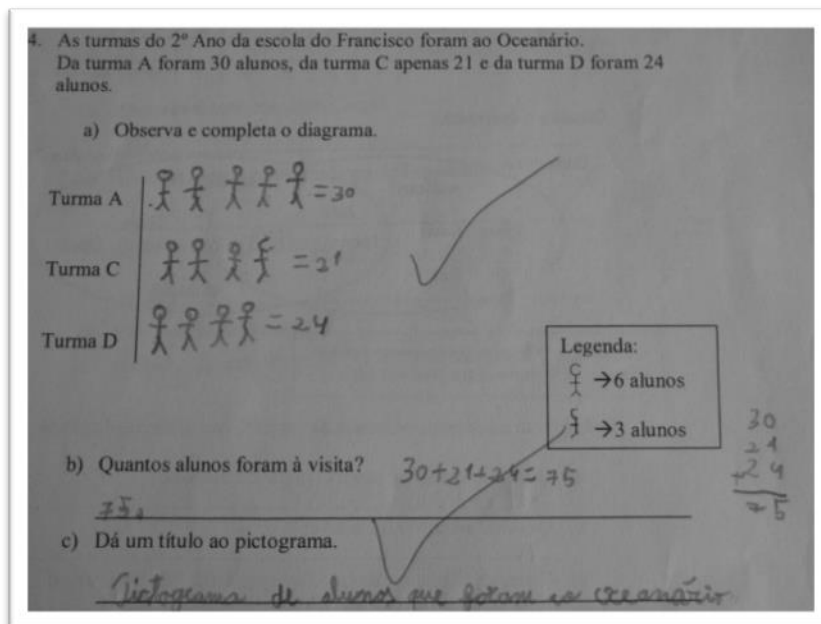 4. As turmas do 2º Ano da escola do Francisco foram ao Oceanário.
Da turma A foram 30 alunos, da turma C apenas 21 e da turma D foram 24
alunos.
a) Observa e completa o diagrama.
Turma A = 30
Turma C = 21
Turma D = 24
Legenda:
→6 alunos
→3 alunos
b) Quantos alunos foram à visita? 30+21+24=75
75.
30
21
+24
75
c) Dá um título ao pictograma.
Pictograma de alunos que foram ao oceanário